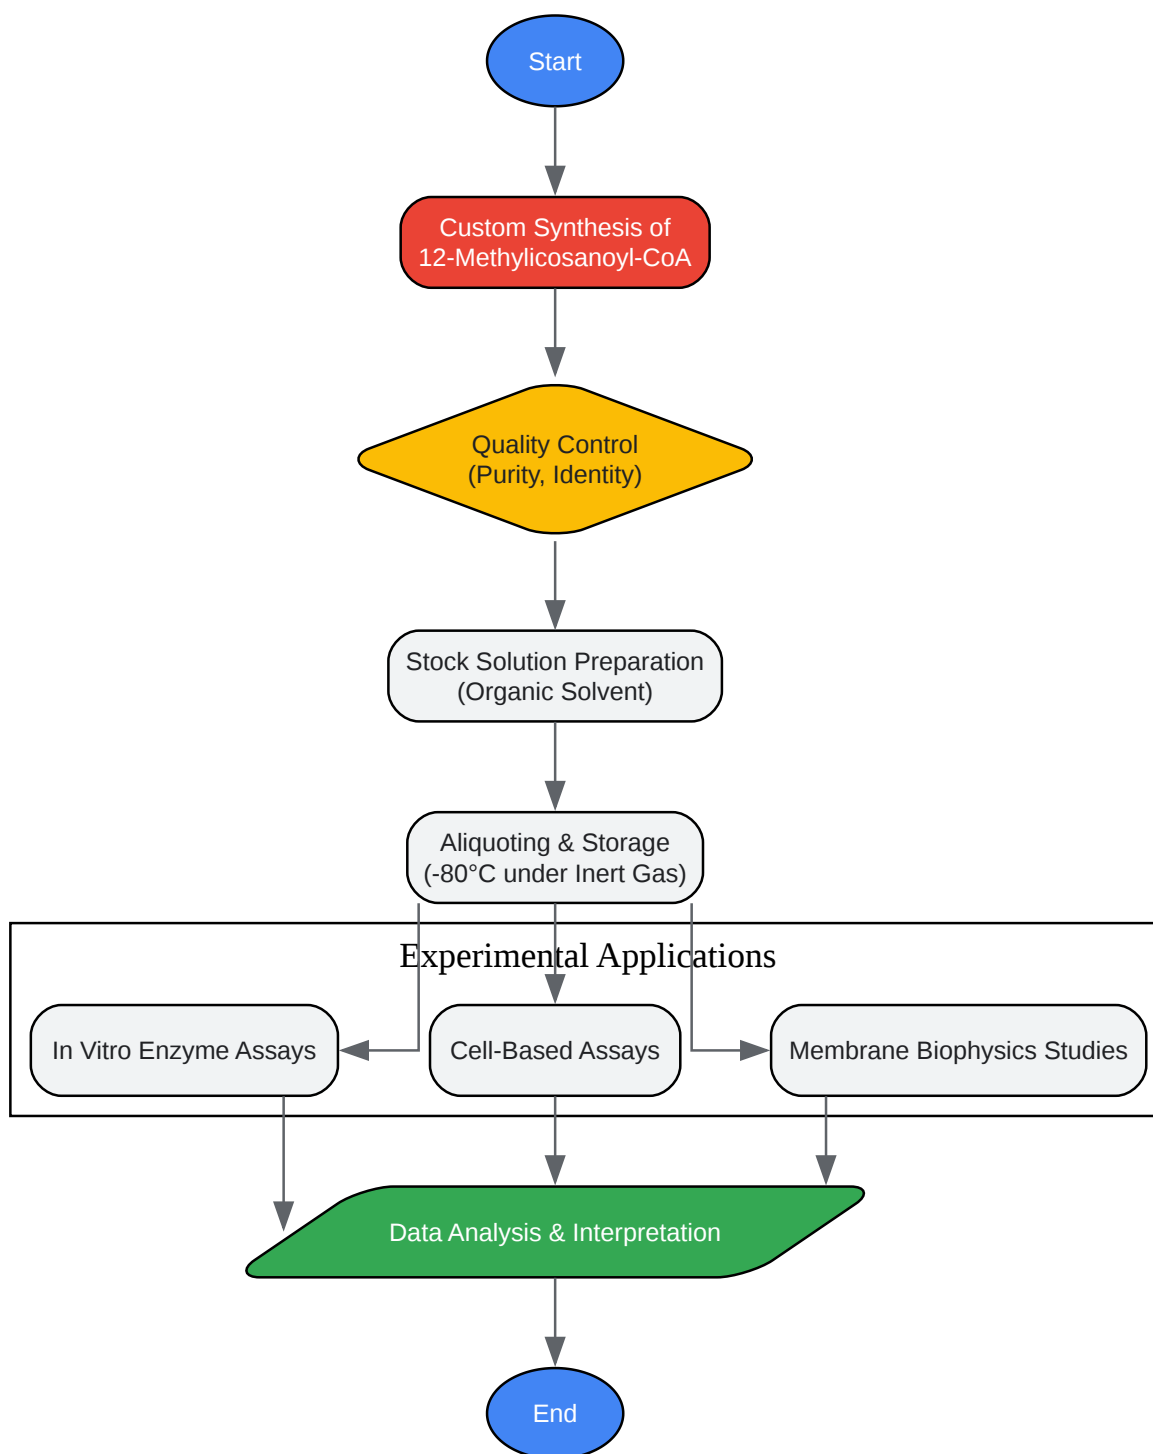 Start
Custom Synthesis of
12-Methylicosanoyl-CoA
Quality Control
(Purity, Identity)
Stock Solution Preparation
(Organic Solvent)
Aliquoting & Storage
(-80°C under Inert Gas)
Experimental Applications
In Vitro Enzyme Assays
Cell-Based Assays
Membrane Biophysics Studies
Data Analysis & Interpretation
End